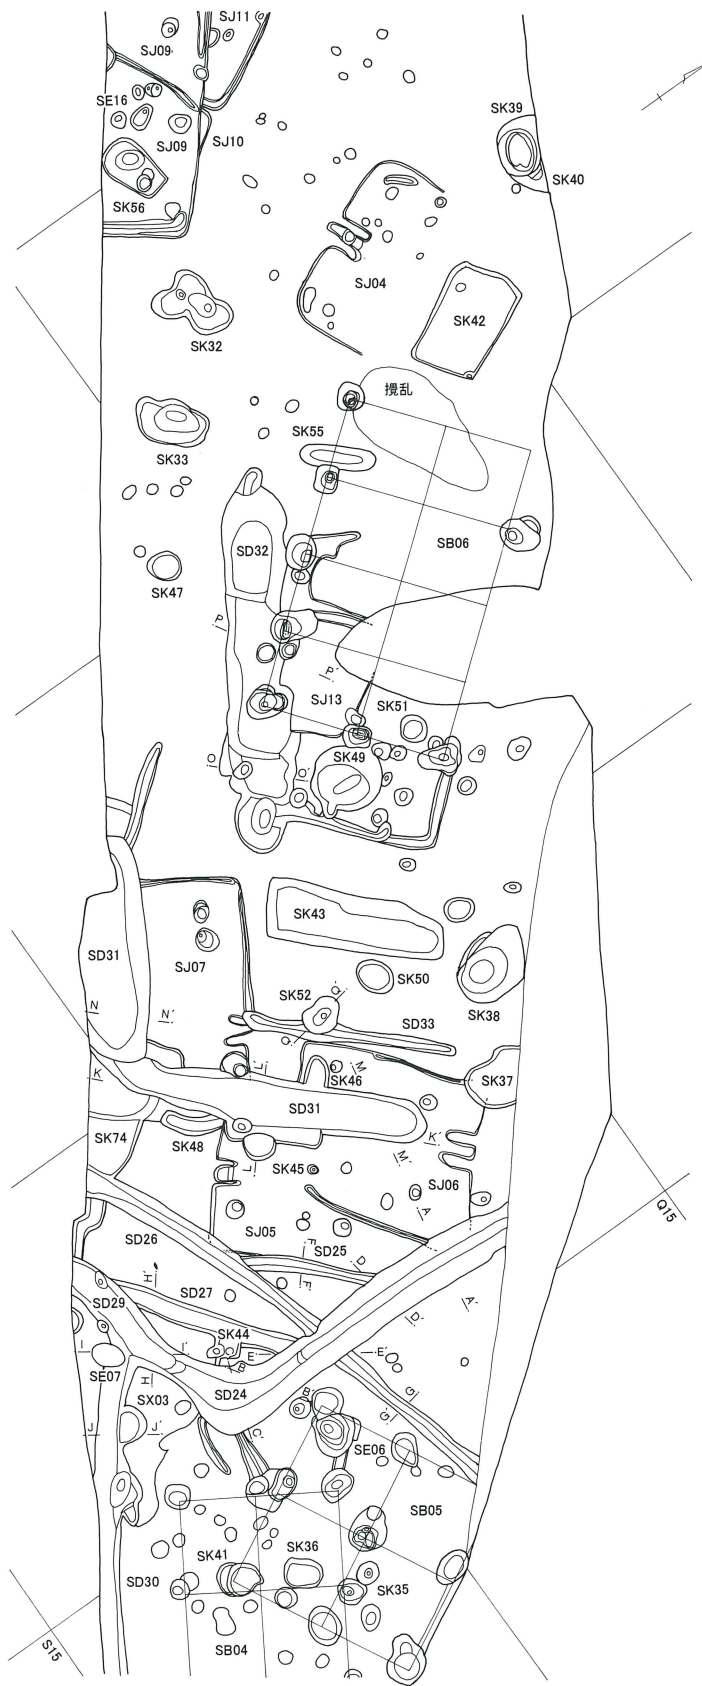 SJ11
SJ09
SE16
SJ09
SJ10
SK39
SK40
SK56
SJ04
SK42
SK32
攪乱
SK55
SK33
SD32
SB06
SK47
P
P´
SJ13
SK51
O
O´
SK49
SK43
SD31
SJ07
SK50
SK38
SK52
Q´
N
N´
Q
SD33
L´
M
SK46
SK37
K
SD31
K´
SK74
SK48
L
SK45
M´
SJ06
A
SJ05
Q15
F
SD25
D
SD26
F´
H´
SD27
A´
SD29
D´
SK44
I
I´
E
E´
B
SE07
H
SD24
G
SX03
B´
G´
J
J´
C´
SE06
SB05
SK41
SK36
SD30
SK35
S15
SB04